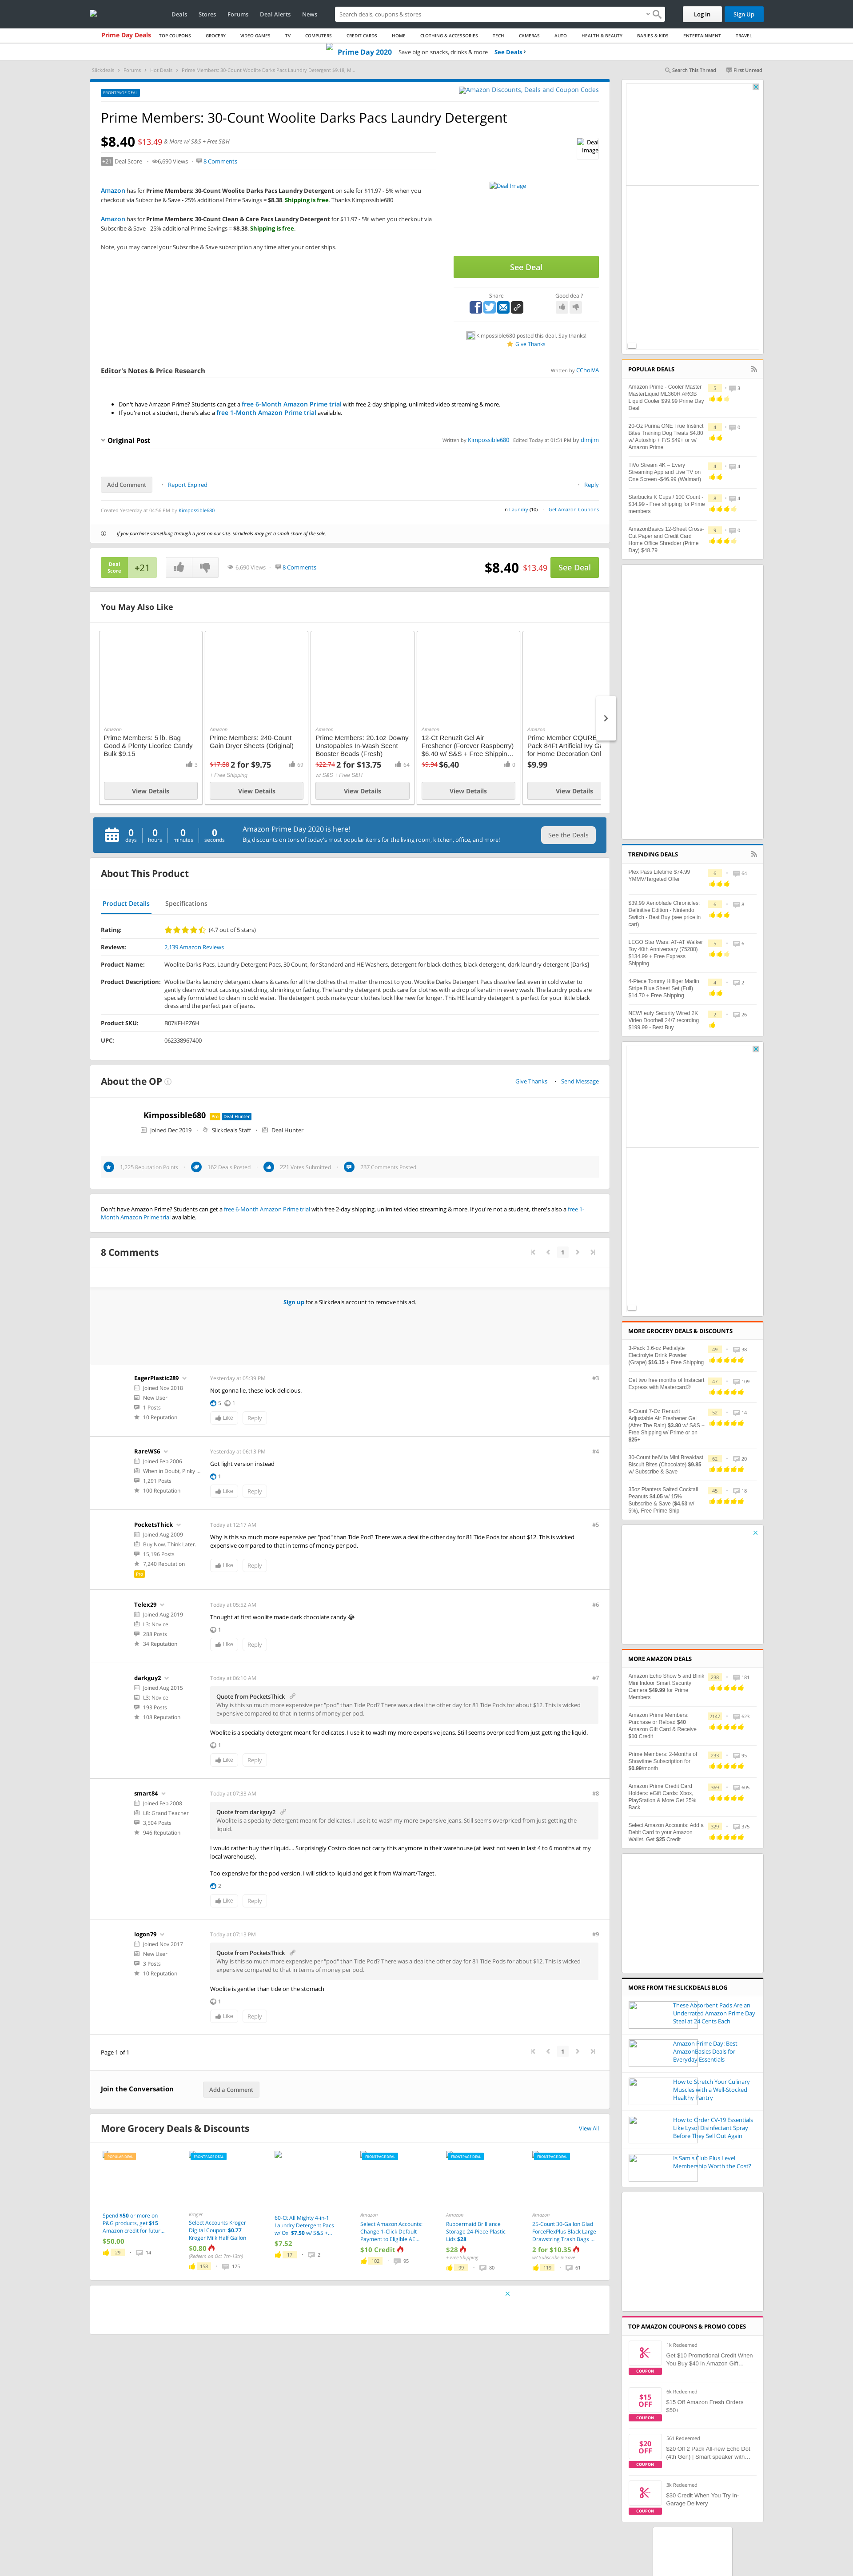 Deals Stores Forums Deal Alerts News
Search deals, coupons & stores
Log In
Sign Up
Prime Day Deals TOP COUPONS GROCERY VIDEO GAMES TV COMPUTERS CREDIT CARDS HOME CLOTHING & ACCESSORIES TECH CAMERAS AUTO HEALTH & BEAUTY BABIES & KIDS ENTERTAINMENT TRAVEL
Prime Day 2020 Save big on snacks, drinks & more See Deals
Slickdeals Forums Hot Deals Prime Members: 30-Count Woolite Darks Pacs Laundry Detergent $8.18, M...
Search This Thread First Unread
FRONTPAGE DEAL
Amazon Discounts, Deals and Coupon Codes
Prime Members: 30-Count Woolite Darks Pacs Laundry Detergent
$8.40 $13.49 & More w/ S&S + Free S&H
+21 Deal Score 6,690 Views 8 Comments
Deal Image
Deal Image
Amazon has for Prime Members: 30-Count Woolite Darks Pacs Laundry Detergent on sale for $11.97 - 5% when you
checkout via Subscribe & Save - 25% additional Prime Savings = $8.38. Shipping is free. Thanks Kimpossible680
Amazon has for Prime Members: 30-Count Clean & Care Pacs Laundry Detergent for $11.97 - 5% when you checkout via
Subscribe & Save - 25% additional Prime Savings = $8.38. Shipping is free.
Note, you may cancel your Subscribe & Save subscription any time after your order ships.
See Deal
Share
Good deal?
Kimpossible680 posted this deal. Say thanks!
Give Thanks
Editor's Notes & Price Research
Written by CChoiVA
Don't have Amazon Prime? Students can get a free 6-Month Amazon Prime trial with free 2-day shipping, unlimited video streaming & more.
If you're not a student, there's also a free 1-Month Amazon Prime trial available.
Original Post
Written by Kimpossible680 Edited Today at 01:51 PM by dimjim
Add Comment
Report Expired
Reply
Created Yesterday at 04:56 PM by Kimpossible680
in Laundry (10) Get Amazon Coupons
If you purchase something through a post on our site, Slickdeals may get a small share of the sale.
Deal Score +21
6,690 Views 8 Comments
$8.40 $13.49 See Deal
You May Also Like
Amazon
Prime Members: 5 lb. Bag
Good & Plenty Licorice Candy
Bulk $9.15
3
View Details
Amazon
Prime Members: 240-Count
Gain Dryer Sheets (Original)
$17.88 2 for $9.75
69
+ Free Shipping
View Details
Amazon
Prime Members: 20.1oz Downy
Unstopables In-Wash Scent
Booster Beads (Fresh)
$22.74 2 for $13.75
64
w/ S&S + Free S&H
View Details
Amazon
12-Ct Renuzit Gel Air
Freshener (Forever Raspberry)
$6.40 w/ S&S + Free Shippin...
$9.94 $6.40
View Details
Amazon
Prime Member CQURE
Pack 84Ft Artificial Ivy Ga
for Home Decoration Onl
$9.99
View Details
0 days 0 hours 0 minutes 0 seconds
Amazon Prime Day 2020 is here!
Big discounts on tons of today's most popular items for the living room, kitchen, office, and more!
See the Deals
About This Product
Product Details Specifications
Rating: (4.7 out of 5 stars)
Reviews: 2,139 Amazon Reviews
Product Name: Woolite Darks Pacs, Laundry Detergent Pacs, 30 Count, for Standard and HE Washers, detergent for black clothes, black detergent, dark laundry detergent [Darks]
Product Description: Woolite Darks laundry detergent cleans & cares for all of the clothes that matter the most to you. Woolite Darks Detergent Pacs dissolve fast even in cold water to
gently clean without causing stretching, shrinking or fading. The laundry detergent pods care for clothes with a drop of keratin in every wash. The laundry pods are
specially formulated to clean in cold water. The detergent pods make your clothes look like new for longer. This HE laundry detergent is perfect for your little black
dress and the perfect pair of jeans.
Product SKU: B07KFHPZ6H
UPC: 062338967400
About the OP
Give Thanks Send Message
Kimpossible680 Pro Deal Hunter
Joined Dec 2019 Slickdeals Staff Deal Hunter
1,225 Reputation Points 162 Deals Posted 221 Votes Submitted 237 Comments Posted
Don't have Amazon Prime? Students can get a free 6-Month Amazon Prime trial with free 2-day shipping, unlimited video streaming & more. If you're not a student, there's also a free 1-
Month Amazon Prime trial available.
8 Comments
1
Sign up for a Slickdeals account to remove this ad.
EagerPlastic289
Joined Nov 2018
New User
1 Posts
10 Reputation
Yesterday at 05:39 PM
#3
Not gonna lie, these look delicious.
5 1
Like Reply
RareWS6
Joined Feb 2006
When in Doubt, Pinky ...
1,291 Posts
100 Reputation
Yesterday at 06:13 PM
#4
Got light version instead
1
Like Reply
PocketsThick
Joined Aug 2009
Buy Now. Think Later.
15,196 Posts
7,240 Reputation
Pro
Today at 12:17 AM
#5
Why is this so much more expensive per "pod" than Tide Pod? There was a deal the other day for 81 Tide Pods for about $12. This is wicked
expensive compared to that in terms of money per pod.
Like Reply
Telex29
Joined Aug 2019
L3: Novice
288 Posts
34 Reputation
Today at 05:52 AM
#6
Thought at first woolite made dark chocolate candy 😂
1
Like Reply
darkguy2
Joined Aug 2015
L3: Novice
193 Posts
108 Reputation
Today at 06:10 AM
#7
Quote from PocketsThick
Why is this so much more expensive per "pod" than Tide Pod? There was a deal the other day for 81 Tide Pods for about $12. This is wicked
expensive compared to that in terms of money per pod.
Woolite is a specialty detergent meant for delicates. I use it to wash my more expensive jeans. Still seems overpriced from just getting the liquid.
1
Like Reply
smart84
Joined Feb 2008
L8: Grand Teacher
3,504 Posts
946 Reputation
Today at 07:33 AM
#8
Quote from darkguy2
Woolite is a specialty detergent meant for delicates. I use it to wash my more expensive jeans. Still seems overpriced from just getting the
liquid.
I would rather buy their liquid.... Surprisingly Costco does not carry this anymore in their warehouse (at least not seen in last 4 to 6 months at my
local warehouse).
Too expensive for the pod version. I will stick to liquid and get it from Walmart/Target.
2
Like Reply
logon79
Joined Nov 2017
New User
3 Posts
10 Reputation
Today at 07:13 PM
#9
Quote from PocketsThick
Why is this so much more expensive per "pod" than Tide Pod? There was a deal the other day for 81 Tide Pods for about $12. This is wicked
expensive compared to that in terms of money per pod.
Woolite is gentler than tide on the stomach
1
Like Reply
Page 1 of 1
1
Join the Conversation
Add a Comment
More Grocery Deals & Discounts
View All
POPULAR DEAL
Spend $50 or more on
P&G products, get $15
Amazon credit for futur...
$50.00
29 14
FRONTPAGE DEAL
Kroger
Select Accounts Kroger
Digital Coupon: $0.77
Kroger Milk Half Gallon
$0.80
(Redeem on Oct 7th-13th)
158 125
60-Ct All Mighty 4-in-1
Laundry Detergent Pacs
w/ Oxi $7.50 w/ S&S +...
$7.52
17 2
FRONTPAGE DEAL
Amazon
Select Amazon Accounts:
Change 1-Click Default
Payment to Eligible AE...
$10 Credit
102 95
FRONTPAGE DEAL
Amazon
Rubbermaid Brilliance
Storage 24-Piece Plastic
Lids $28
$28
+ Free Shipping
99 80
FRONTPAGE DEAL
Amazon
25-Count 30-Gallon Glad
ForceFlexPlus Black Large
Drawstring Trash Bags ...
2 for $10.35
w/ Subscribe & Save
119 61
POPULAR DEALS
Amazon Prime - Cooler Master
MasterLiquid ML360R ARGB
Liquid Cooler $99.99 Prime Day
Deal
5 3
20-Oz Purina ONE True Instinct
Bites Training Dog Treats $4.80
w/ Autoship + F/S $49+ or w/
Amazon Prime
4 0
TiVo Stream 4K – Every
Streaming App and Live TV on
One Screen -$46.99 (Walmart)
4 4
Starbucks K Cups / 100 Count -
$34.99 - Free shipping for Prime
members
8 4
AmazonBasics 12-Sheet Cross-
Cut Paper and Credit Card
Home Office Shredder (Prime
Day) $48.79
0
TRENDING DEALS
Plex Pass Lifetime $74.99
YMMV/Targeted Offer
6 64
$39.99 Xenoblade Chronicles:
Definitive Edition - Nintendo
Switch - Best Buy (see price in
cart)
6 8
LEGO Star Wars: AT-AT Walker
Toy 40th Anniversary (75288)
$134.99 + Free Express
Shipping
5 6
4-Piece Tommy Hilfiger Marlin
Stripe Blue Sheet Set (Full)
$14.70 + Free Shipping
4 2
NEW! eufy Security Wired 2K
Video Doorbell 24/7 recording
$199.99 - Best Buy
2 26
MORE GROCERY DEALS & DISCOUNTS
3-Pack 3.6-oz Pedialyte
Electrolyte Drink Powder
(Grape) $16.15 + Free Shipping
49 38
Get two free months of instacart
Express with Mastercard®
47 109
6-Count 7-Oz Renuzit
Adjustable Air Freshener Gel
(After The Rain) $3.80 w/ S&S +
Free Shipping w/ Prime or on
$25+
52 14
30-Count belVita Mini Breakfast
Biscuit Bites (Chocolate) $9.85
w/ Subscribe & Save
62 20
35oz Planters Salted Cocktail
Peanuts $4.05 w/ 15%
Subscribe & Save ($4.53 w/
5%), Free Prime Ship
45 18
MORE AMAZON DEALS
Amazon Echo Show 5 and Blink
Mini Indoor Smart Security
Camera $49.99 for Prime
Members
238 181
Amazon Prime Members:
Purchase or Reload $40
Amazon Gift Card & Receive
$10 Credit
2147 623
Prime Members: 2-Months of
Showtime Subscription for
$0.99/month
233 95
Amazon Prime Credit Card
Holders: eGift Cards: Xbox,
PlayStation & More Get 25%
Back
369 605
Select Amazon Accounts: Add a
Debit Card to your Amazon
Wallet, Get $25 Credit
329 375
MORE FROM THE SLICKDEALS BLOG
These Absorbent Pads Are an
Underrated Amazon Prime Day
Steal at 24 Cents Each
Amazon Prime Day: Best
AmazonBasics Deals for
Everyday Essentials
How to Stretch Your Culinary
Muscles with a Well-Stocked
Healthy Pantry
How to Order CV-19 Essentials
Like Lysol Disinfectant Spray
Before They Sell Out Again
Is Sam's Club Plus Level
Membership Worth the Cost?
TOP AMAZON COUPONS & PROMO CODES
1k Redeemed
Get $10 Promotional Credit When
You Buy $40 in Amazon Gift...
COUPON
6k Redeemed
$15 OFF
$15 Off Amazon Fresh Orders
$50+
COUPON
561 Redeemed
$20 OFF
$20 Off 2 Pack All-new Echo Dot
(4th Gen) | Smart speaker with...
COUPON
3k Redeemed
$30 Credit When You Try In-
Garage Delivery
COUPON